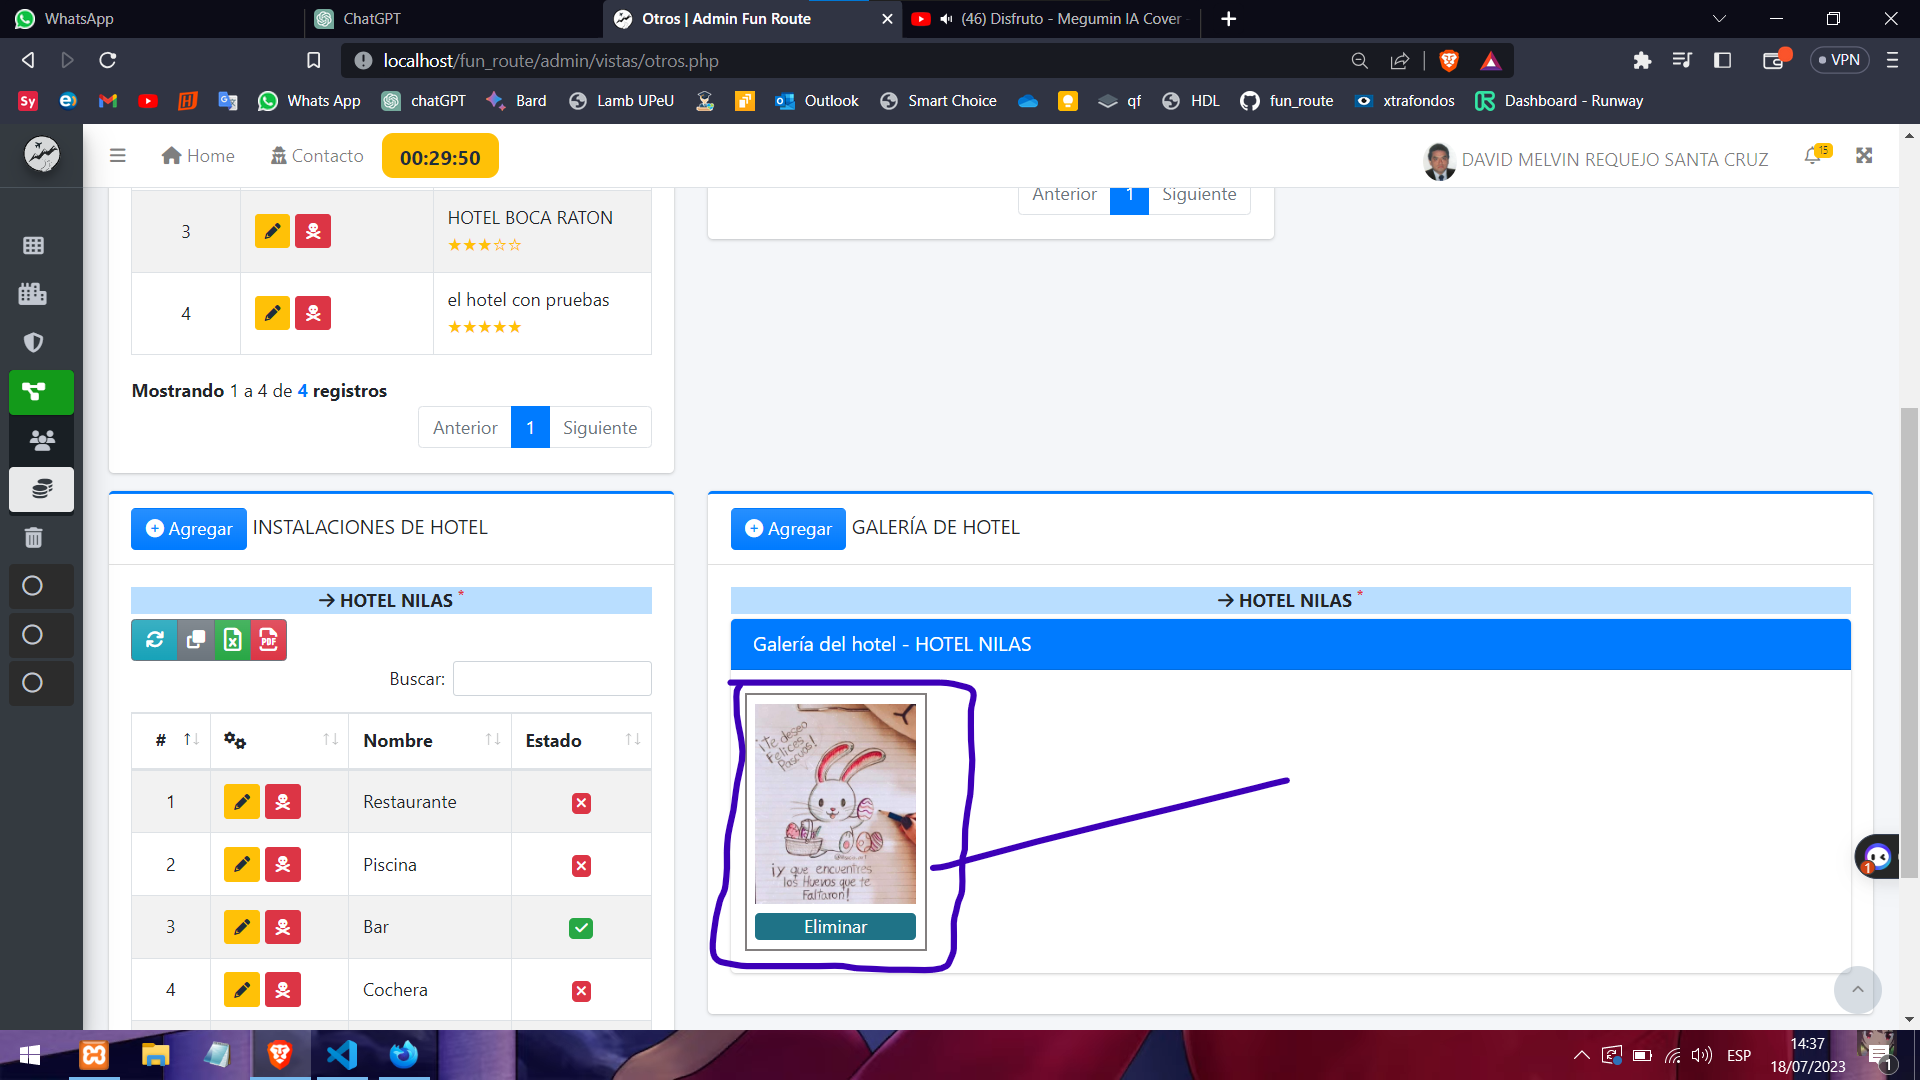 WhatsApp
ChatGPT
Otros | Admin Fun Route
(46) Disfruto - Megumin IA Cover
localhost/fun_route/admin/vistas/otros.php
VPN
Sy
Whats App
chatGPT
Bard
Lamb UPeU
Outlook
Smart Choice
qf
HDL
fun_route
xtrafondos
Dashboard - Runway
Home
Contacto
00:29:50
DAVID MELVIN REQUEJO SANTA CRUZ
15
3
HOTEL BOCA RATON
4
el hotel con pruebas
Mostrando 1 a 4 de 4 registros
Anterior
1
Siguiente
Anterior
1
Siguiente
Agregar INSTALACIONES DE HOTEL
HOTEL NILAS *
PDF
Buscar:
#
Nombre
Estado
1
Restaurante
2
Piscina
3
Bar
4
Cochera
Agregar GALERÍA DE HOTEL
HOTEL NILAS *
Galería del hotel - HOTEL NILAS
¡Te deseo
Felices
Pascuas!
¡y que encuentres
los Huevos que te
Faltaron!
Eliminar
1
ESP
14:37
18/07/2023
1